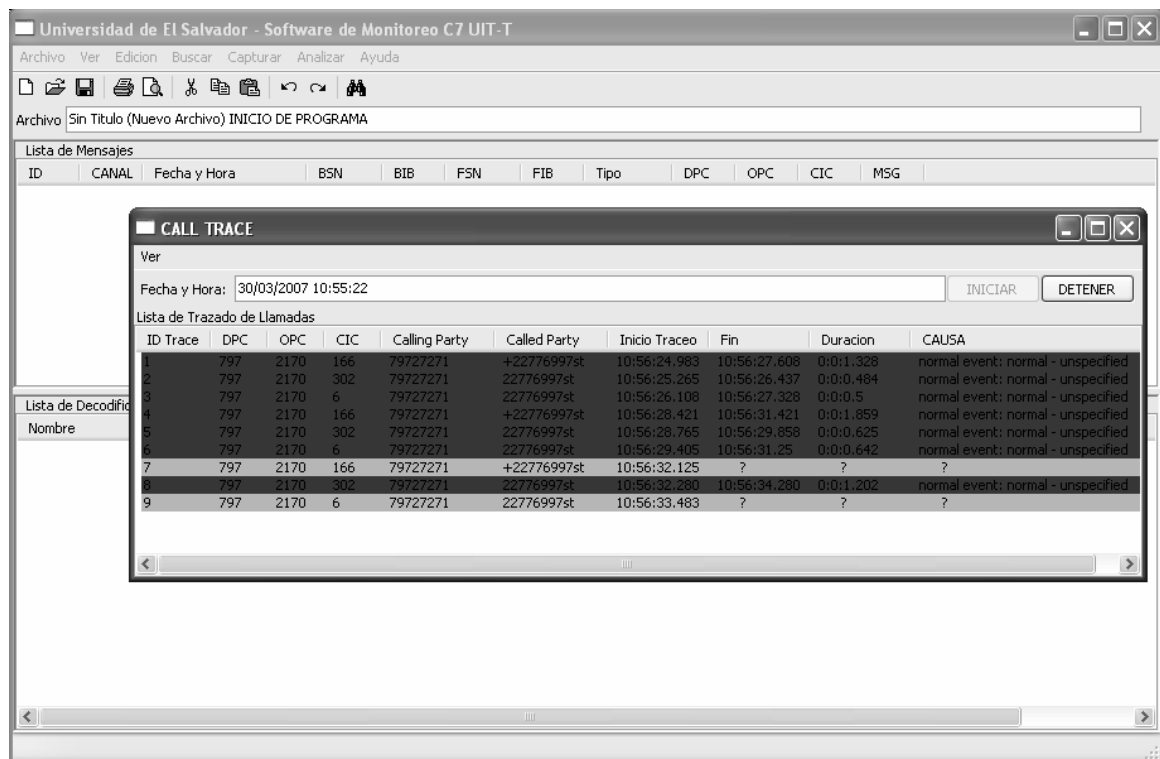 Universidad de El Salvador - Software de Monitoreo C7 UIT-T
Archivo Ver Edicion Buscar Capturar Analizar Ayuda
Archivo Sin Titulo (Nuevo Archivo) INICIO DE PROGRAMA
Lista de Mensajes
ID CANAL Fecha y Hora BSN BIB FSN FIB Tipo DPC OPC CIC MSG
CALL TRACE
Ver
Fecha y Hora: 30/03/2007 10:55:22 INICIAR DETENER
Lista de Trazado de Llamadas
ID Trace DPC OPC CIC Calling Party Called Party Inicio Traceo Fin Duracion CAUSA
1 797 2170 166 79727271 +22776997st 10:56:24.983 10:56:27.608 0:0:1.328 normal event: normal - unspecified
2 797 2170 302 79727271 22776997st 10:56:25.265 10:56:26.437 0:0:0.484 normal event: normal - unspecified
3 797 2170 6 79727271 22776997st 10:56:26.108 10:56:27.328 0:0:0.5 normal event: normal - unspecified
4 797 2170 166 79727271 +22776997st 10:56:28.421 10:56:31.421 0:0:1.859 normal event: normal - unspecified
5 797 2170 302 79727271 22776997st 10:56:28.765 10:56:29.858 0:0:0.625 normal event: normal - unspecified
6 797 2170 6 79727271 22776997st 10:56:29.405 10:56:31.25 0:0:0.642 normal event: normal - unspecified
7 797 2170 166 79727271 +22776997st 10:56:32.125 ? ? ?
8 797 2170 302 79727271 22776997st 10:56:32.280 10:56:34.280 0:0:1.202 normal event: normal - unspecified
9 797 2170 6 79727271 22776997st 10:56:33.483 ? ? ?
Lista de Decodific
Nombre